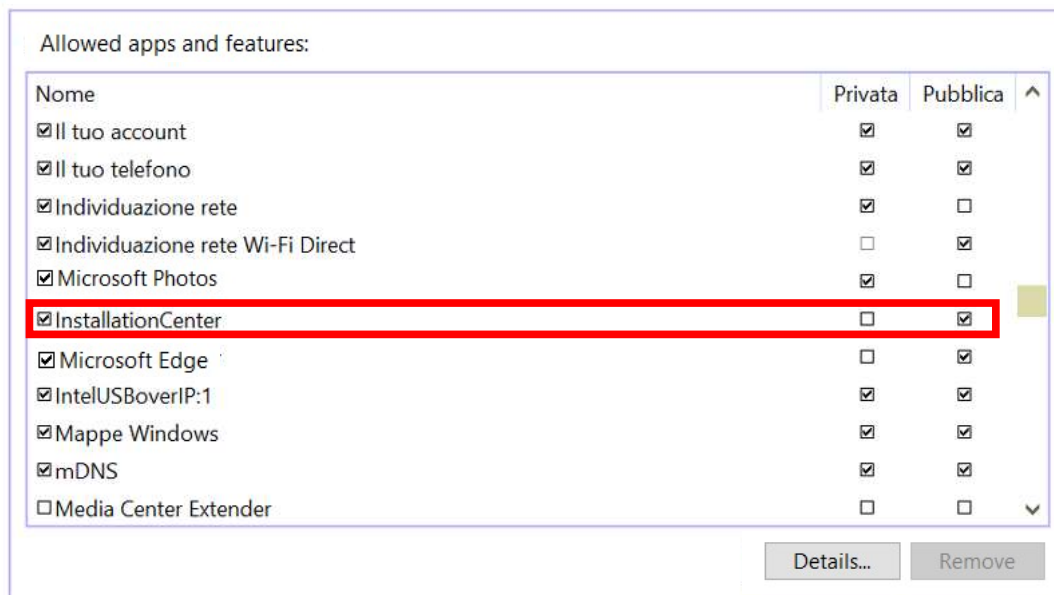 Allowed apps and features:
Nome Privata Pubblica
Il tuo account
Il tuo telefono
Individuazione rete
Individuazione rete Wi-Fi Direct
Microsoft Photos
InstallationCenter
Microsoft Edge
IntelUSBoverIP:1
Mappe Windows
mDNS
Media Center Extender
Details... Remove